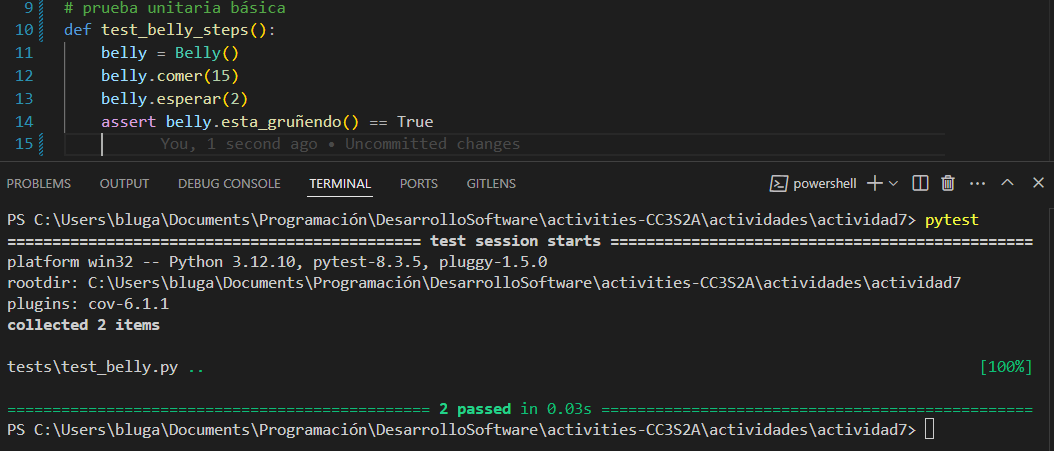 9 # prueba unitaria básica
10 def test_belly_steps():
11 belly = Belly()
12 belly.comer(15)
13 belly.esperar(2)
14 assert belly.esta_gruñendo() == True
15 You, 1 second ago • Uncommitted changes
PROBLEMS OUTPUT DEBUG CONSOLE TERMINAL PORTS GITLENS powershell
PS C:\Users\bluga\Documents\Programación\DesarrolloSoftware\activities-CC3S2A\actividades\actividad7> pytest
============================================== test session starts ===============================================
platform win32 -- Python 3.12.10, pytest-8.3.5, pluggy-1.5.0
rootdir: C:\Users\bluga\Documents\Programación\DesarrolloSoftware\activities-CC3S2A\actividades\actividad7
plugins: cov-6.1.1
collected 2 items
tests\test_belly.py .. [100%]
=============================================== 2 passed in 0.03s ================================================
PS C:\Users\bluga\Documents\Programación\DesarrolloSoftware\activities-CC3S2A\actividades\actividad7>